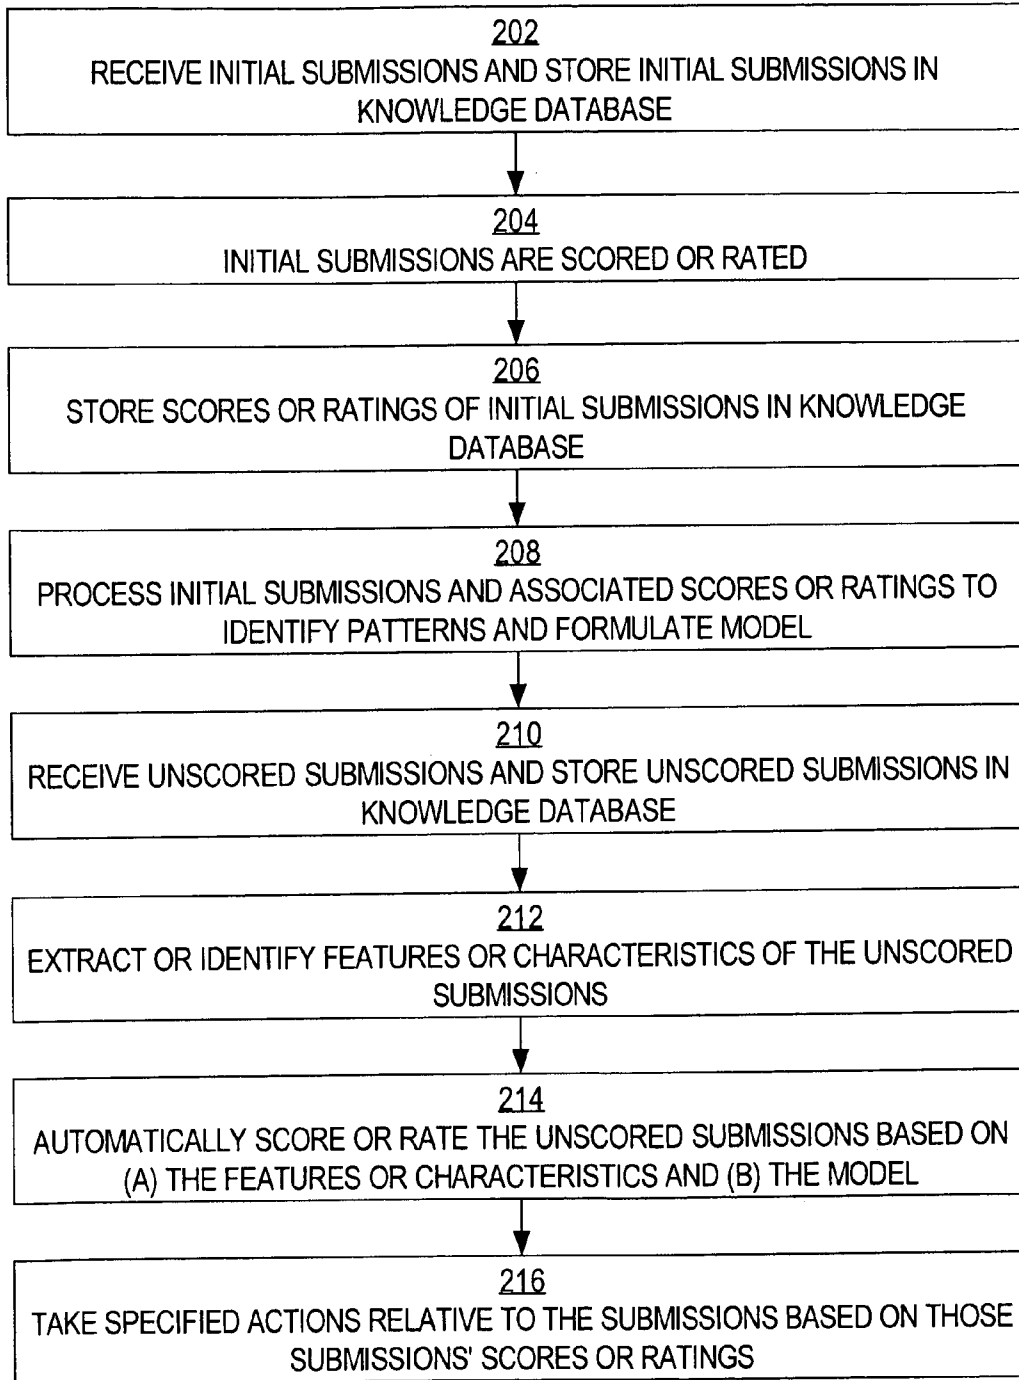 202
RECEIVE INITIAL SUBMISSIONS AND STORE INITIAL SUBMISSIONS IN
KNOWLEDGE DATABASE
204
INITIAL SUBMISSIONS ARE SCORED OR RATED
206
STORE SCORES OR RATINGS OF INITIAL SUBMISSIONS IN KNOWLEDGE
DATABASE
208
PROCESS INITIAL SUBMISSIONS AND ASSOCIATED SCORES OR RATINGS TO
IDENTIFY PATTERNS AND FORMULATE MODEL
210
RECEIVE UNSCORED SUBMISSIONS AND STORE UNSCORED SUBMISSIONS IN
KNOWLEDGE DATABASE
212
EXTRACT OR IDENTIFY FEATURES OR CHARACTERISTICS OF THE UNSCORED
SUBMISSIONS
214
AUTOMATICALLY SCORE OR RATE THE UNSCORED SUBMISSIONS BASED ON
(A) THE FEATURES OR CHARACTERISTICS AND (B) THE MODEL
216
TAKE SPECIFIED ACTIONS RELATIVE TO THE SUBMISSIONS BASED ON THOSE
SUBMISSIONS' SCORES OR RATINGS